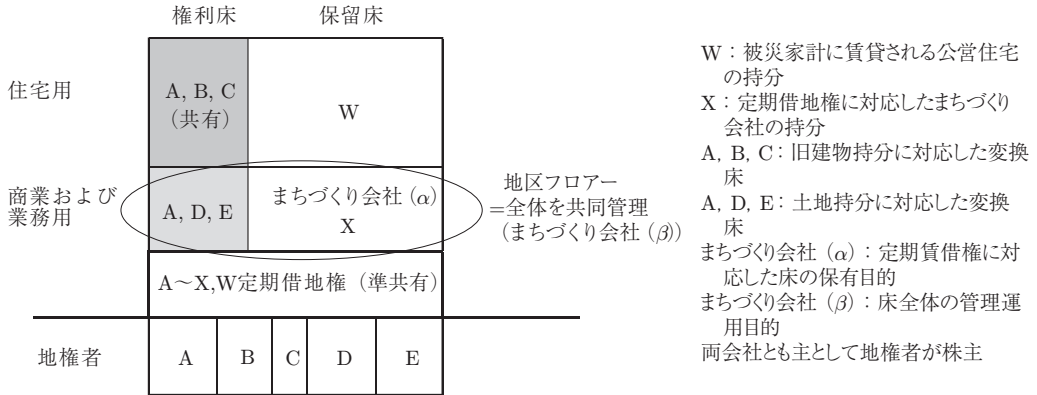 権利床　保留床
住宅用
A, B, C
（共有）
W
商業および
業務用
A, D, E
まちづくり会社（α）
X
地区フロアー
＝全体を共同管理
（まちづくり会社（β））
A～X,W定期借地権（準共有）
地権者
A　B　C　D　E
W：被災家計に賃貸される公営住宅
の持分
X：定期借地権に対応したまちづくり
会社の持分
A, B, C：旧建物持分に対応した変換
床
A, D, E：土地持分に対応した変換
床
まちづくり会社（α）：定期賃借権に対
応した床の保有目的
まちづくり会社（β）：床全体の管理運
用目的
両会社とも主として地権者が株主